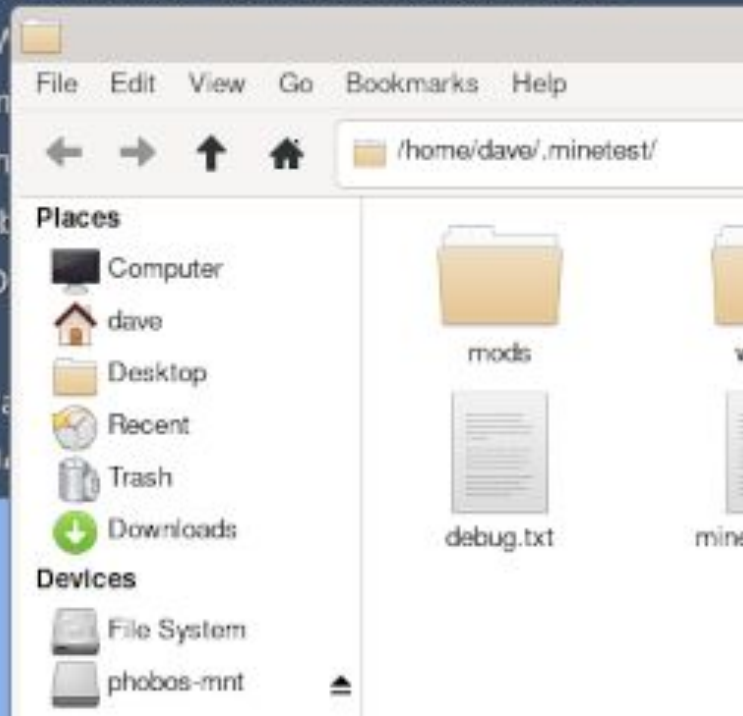 File Edit View Go Bookmarks Help
/home/dave/.minetest/
Places
Computer
dave
Desktop
Recent
Trash
Downloads
Devices
File System
phobos-mnt
mods
debug.txt